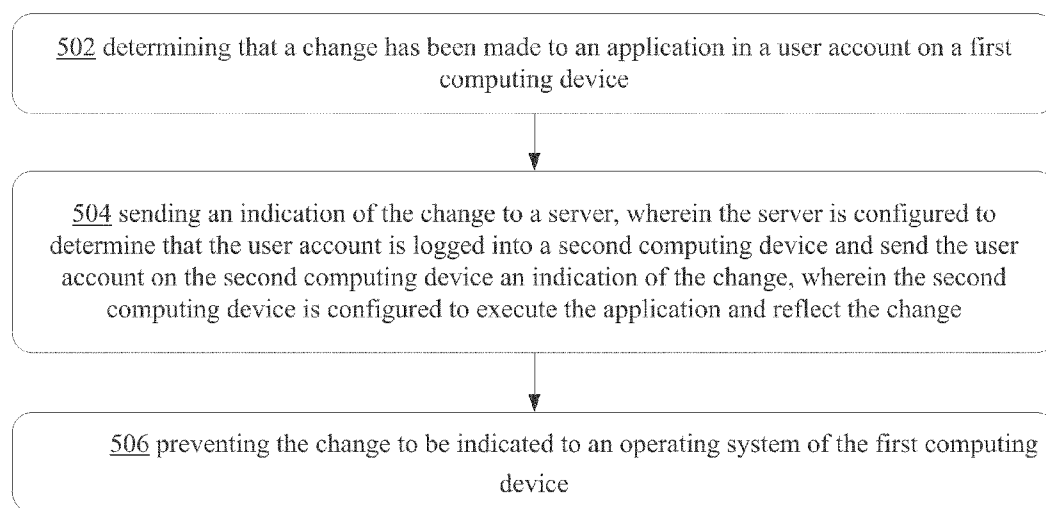 502 determining that a change has been made to an application in a user account on a first
computing device
504 sending an indication of the change to a server, wherein the server is configured to
determine that the user account is logged into a second computing device and send the user
account on the second computing device an indication of the change, wherein the second
computing device is configured to execute the application and reflect the change
506 preventing the change to be indicated to an operating system of the first computing
device